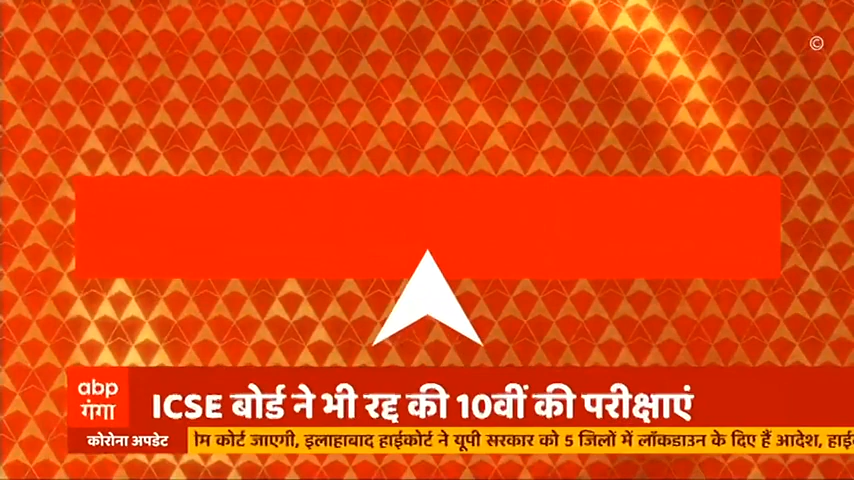 ©
abp
गंगा
ICSE बोर्ड ने भी रद्द की 10वीं की परीक्षाएं
कोरोना अपडेट
कोर्ट जाएगी, इलाहाबाद हाईकोर्ट ने यूपी सरकार को 5 जिलों में लॉकडाउन के दिए हैं आदेश,